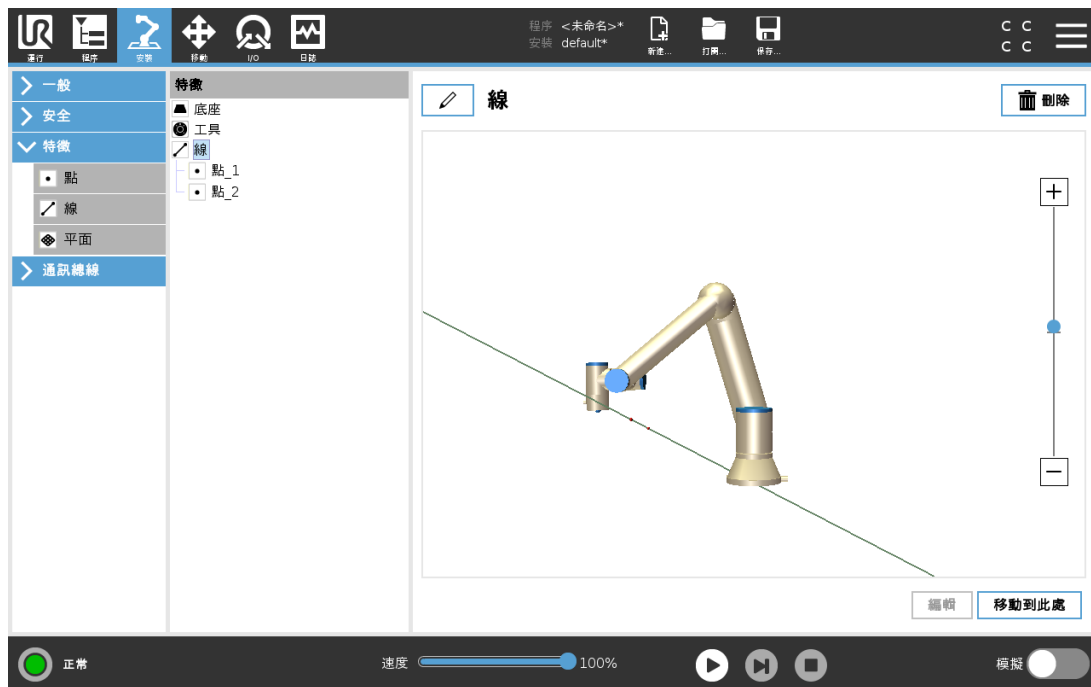 運行 程序 安裝 移動 I/O 日誌
程序 <未命名>*
安裝 default*
新建... 打開... 保存...
C C
C C
一般
安全
特徵
點
線
平面
通訊總線
特徵
底座
工具
線
點_1
點_2
線
刪除
編輯 移動到此處
正常
速度 100%
模擬